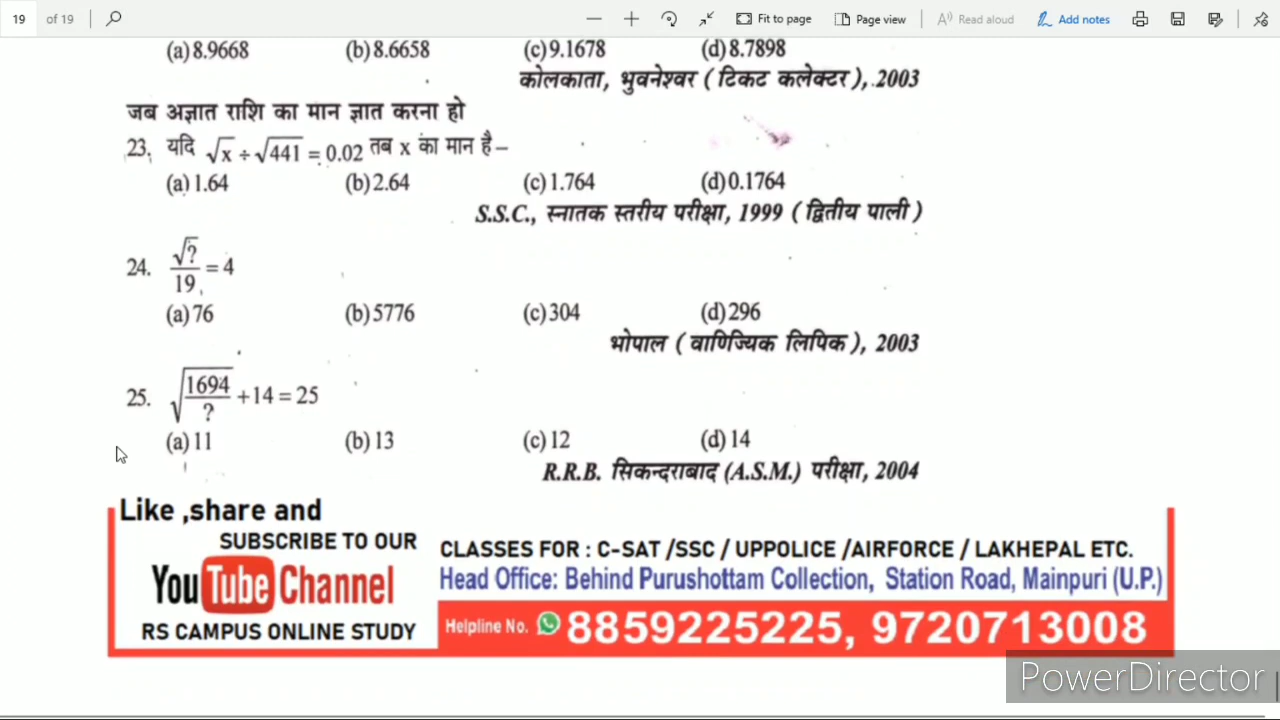 19 of 19 Fit to page Page view Read aloud Add notes
(a) 8.9668 (b) 8.6658 (c) 9.1678 (d) 8.7898
कोलकाता, भुवनेश्वर ( टिकट कलेक्टर ), 2003
जब अज्ञात राशि का मान ज्ञात करना हो
23. यदि √x ÷ √441 = 0.02 तब x का मान है –
(a) 1.64 (b) 2.64 (c) 1.764 (d) 0.1764
S.S.C., स्नातक स्तरीय परीक्षा, 1999 ( द्वितीय पाली )
24. √?/19 = 4
(a) 76 (b) 5776 (c) 304 (d) 296
भोपाल ( वाणिज्यिक लिपिक ), 2003
25. √(1694/?) + 14 = 25
(a) 11 (b) 13 (c) 12 (d) 14
R.R.B. सिकन्दराबाद (A.S.M.) परीक्षा, 2004
Like ,share and
SUBSCRIBE TO OUR
YouTube Channel
RS CAMPUS ONLINE STUDY
CLASSES FOR : C-SAT /SSC / UPPOLICE /AIRFORCE / LAKHEPAL ETC.
Head Office: Behind Purushottam Collection, Station Road, Mainpuri (U.P.)
Helpline No. 8859225225, 9720713008
PowerDirector